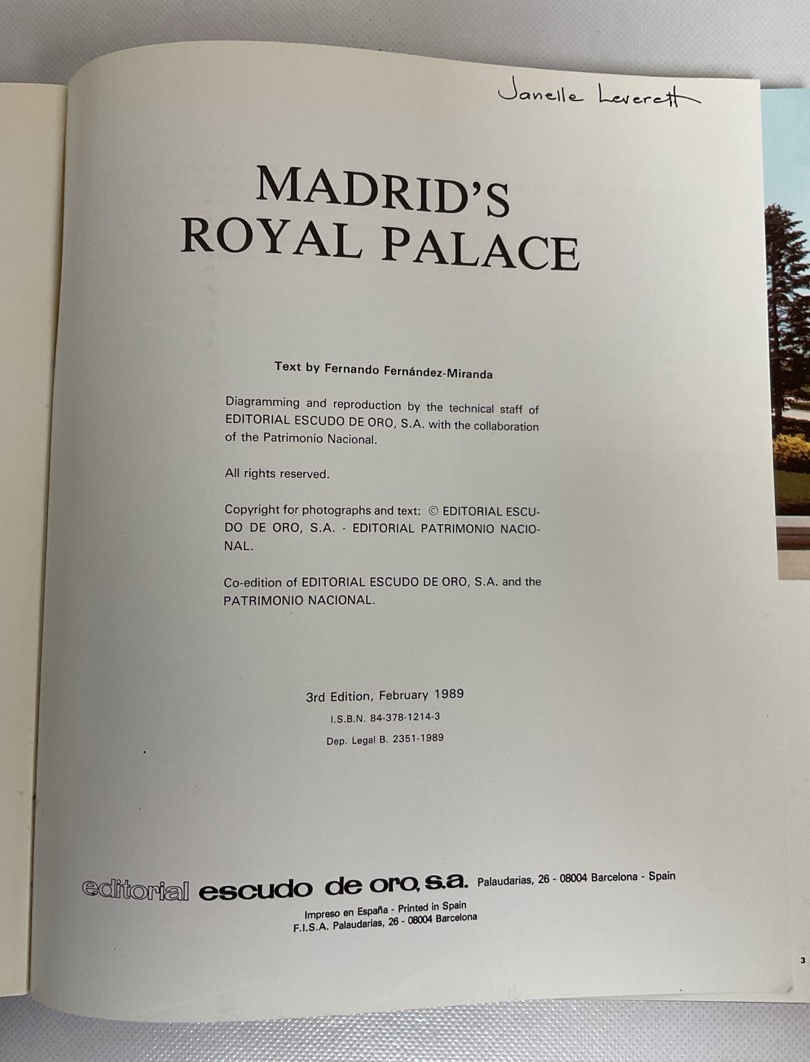 Janelle Leverett
MADRID'S
ROYAL PALACE
Text by Fernando Fernández-Miranda
Diagramming and reproduction by the technical staff of
EDITORIAL ESCUDO DE ORO, S.A. with the collaboration
of the Patrimonio Nacional.
All rights reserved.
Copyright for photographs and text: © EDITORIAL ESCU-
DO DE ORO, S.A. - EDITORIAL PATRIMONIO NACIO-
NAL.
Co-edition of EDITORIAL ESCUDO DE ORO, S.A. and the
PATRIMONIO NACIONAL.
3rd Edition, February 1989
I.S.B.N. 84-378-1214-3
Dep. Legal B. 2351-1989
editorial escudo de oro, s.a. Palaudarias, 26 - 08004 Barcelona - Spain
Impreso en España - Printed in Spain
F.I.S.A. Palaudarias, 26 - 08004 Barcelona
3